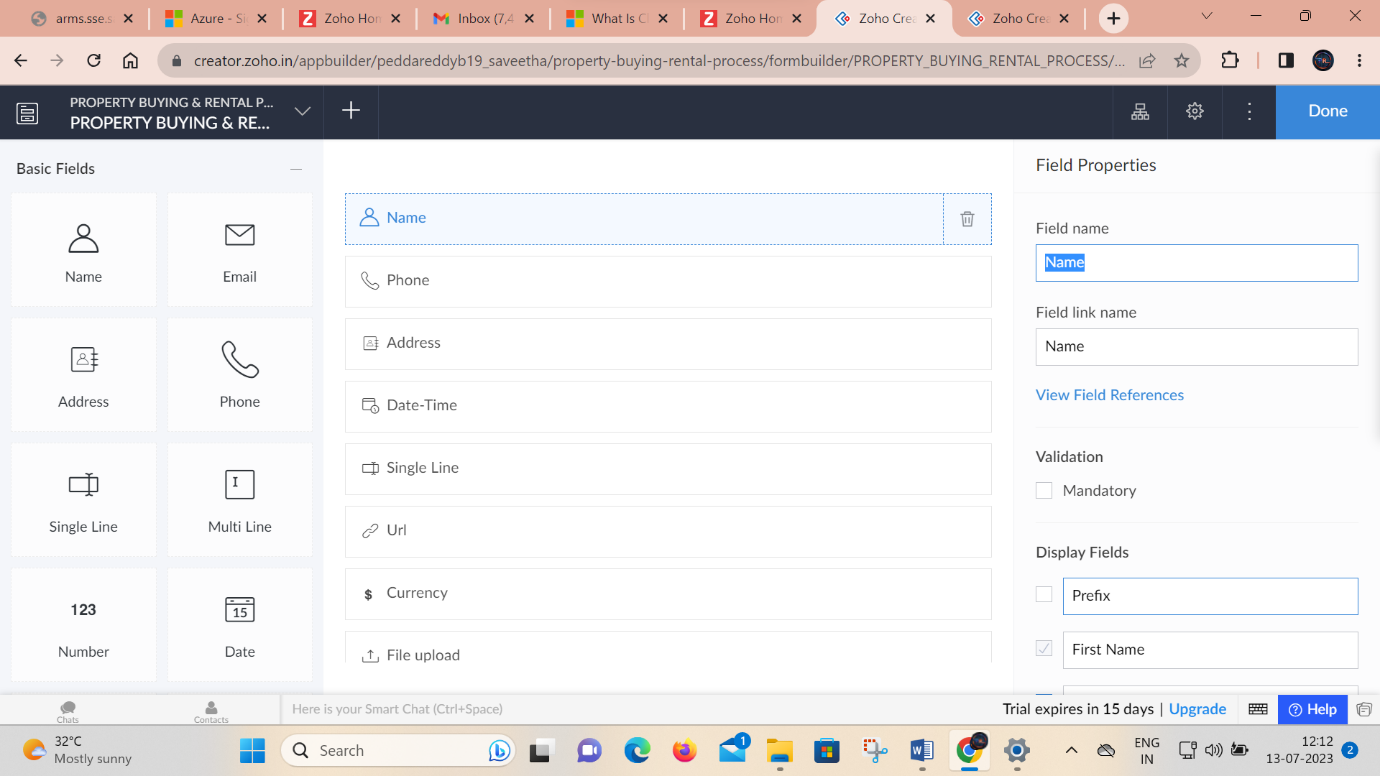 arms.sse.s
Azure - Si
Zoho Hom
Inbox (7,4
What Is C
Zoho Hom
Zoho Crea
Zoho Crea
creator.zoho.in/appbuilder/peddareddyb19_saveetha/property-buying-rental-process/formbuilder/PROPERTY_BUYING_RENTAL_PROCESS/...
PROPERTY BUYING & RENTAL P...
PROPERTY BUYING & RE...
Done
Basic Fields
Name
Email
Address
Phone
Single Line
Multi Line
123
15
Number
Date
Name
Phone
Address
Date-Time
Single Line
Url
$ Currency
File upload
Field Properties
Field name
Name
Field link name
Name
View Field References
Validation
Mandatory
Display Fields
Prefix
First Name
Chats
Contacts
Here is your Smart Chat (Ctrl+Space)
Trial expires in 15 days | Upgrade
Help
32°C
Mostly sunny
Search
1
ENG
IN
12:12
13-07-2023
2